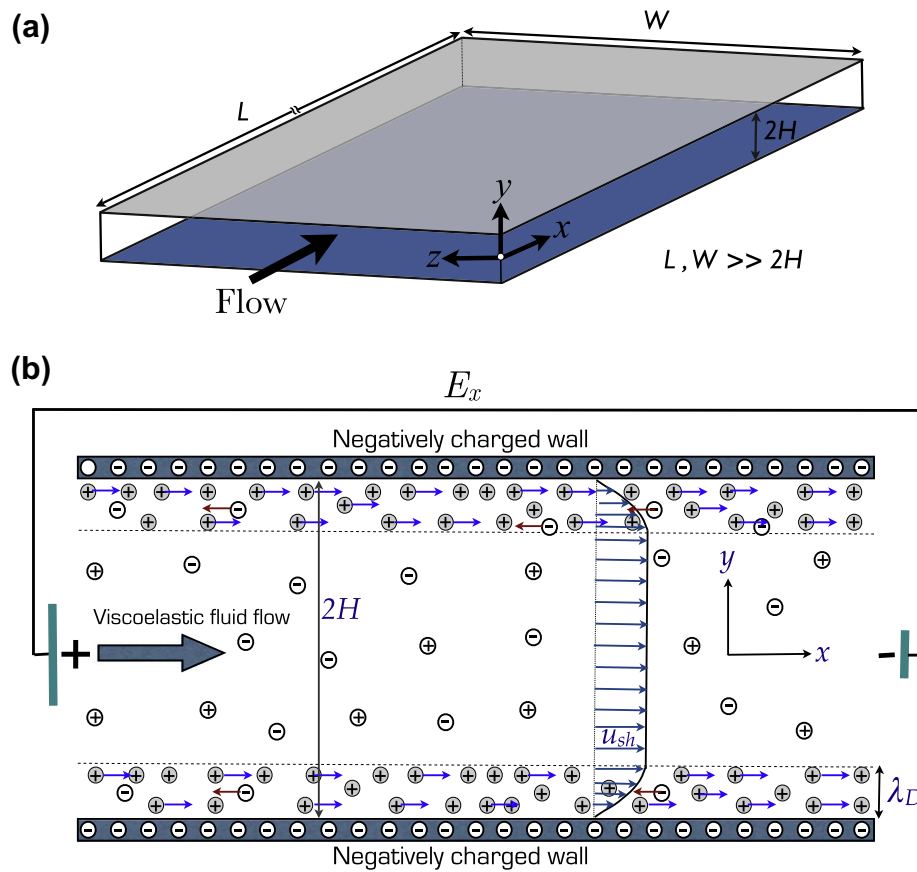 (a)
W
L
2H
y
x
z
L , W >> 2H
Flow
(b)
E_x
Negatively charged wall
Viscoelastic fluid flow
2H
y
x
+
-
u_sh
λ_D
Negatively charged wall